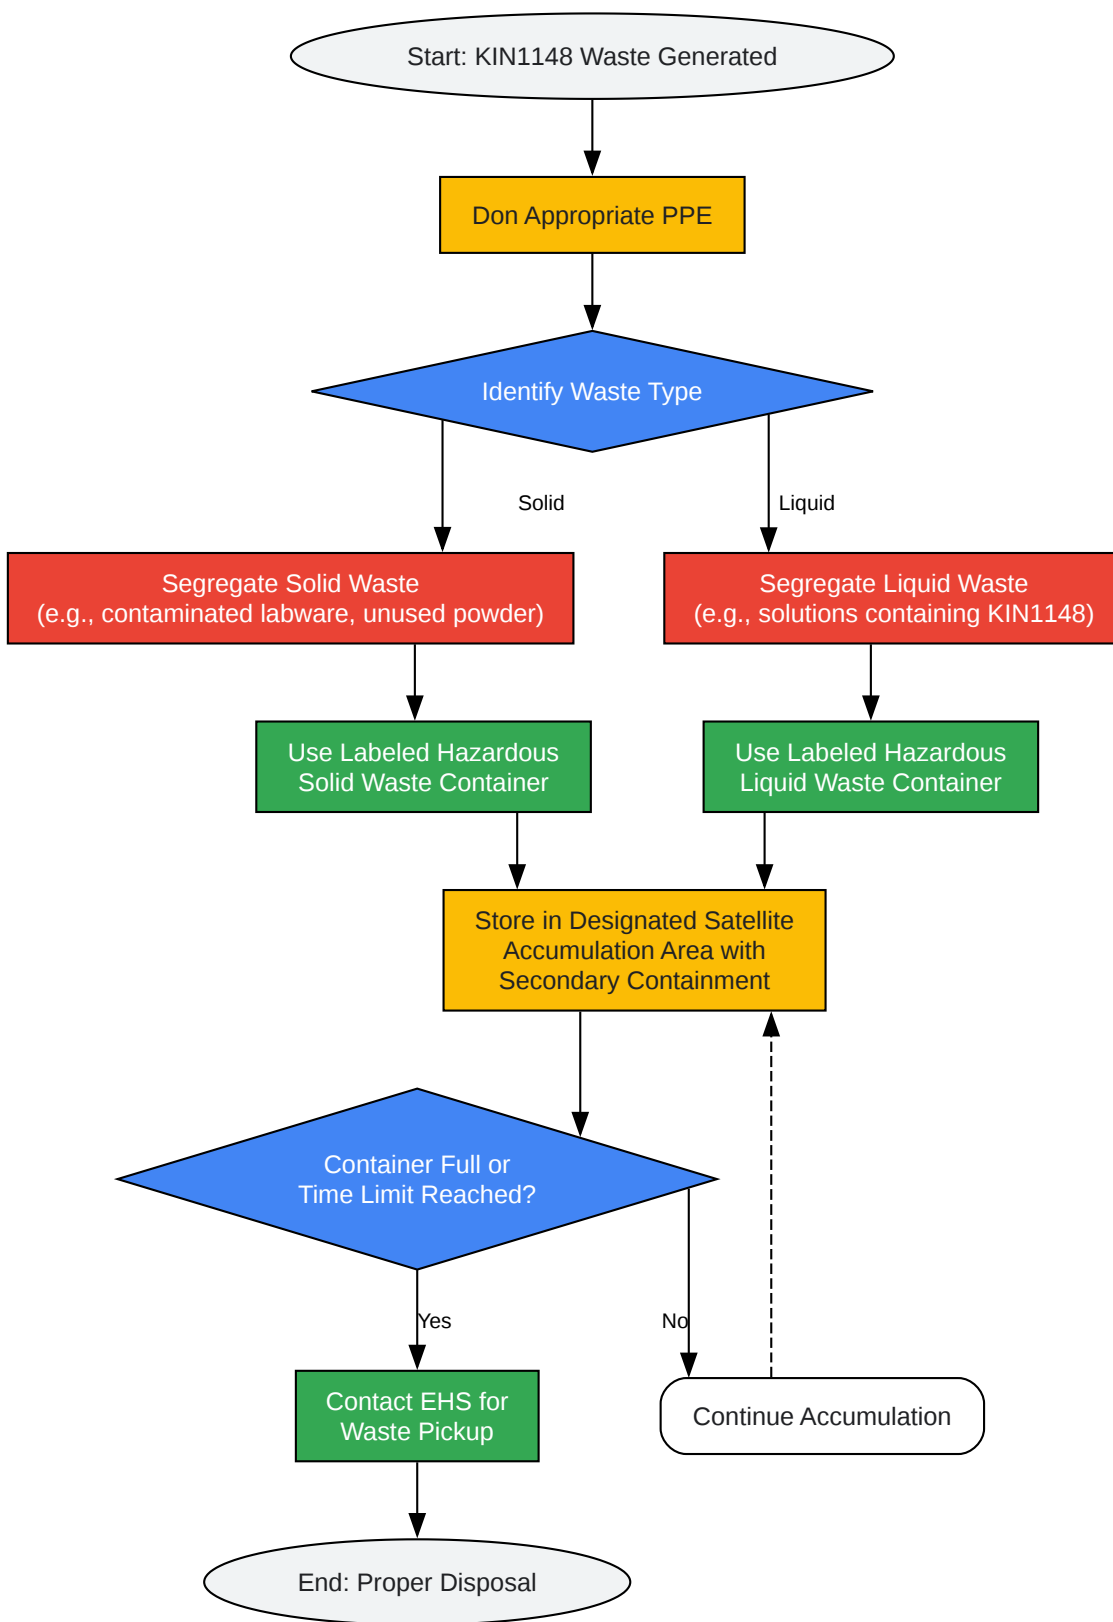 Start: KIN1148 Waste Generated
Don Appropriate PPE
Identify Waste Type
Solid
Liquid
Segregate Solid Waste
(e.g., contaminated labware, unused powder)
Segregate Liquid Waste
(e.g., solutions containing KIN1148)
Use Labeled Hazardous
Solid Waste Container
Use Labeled Hazardous
Liquid Waste Container
Store in Designated Satellite
Accumulation Area with
Secondary Containment
Container Full or
Time Limit Reached?
Yes
No
Contact EHS for
Waste Pickup
Continue Accumulation
End: Proper Disposal